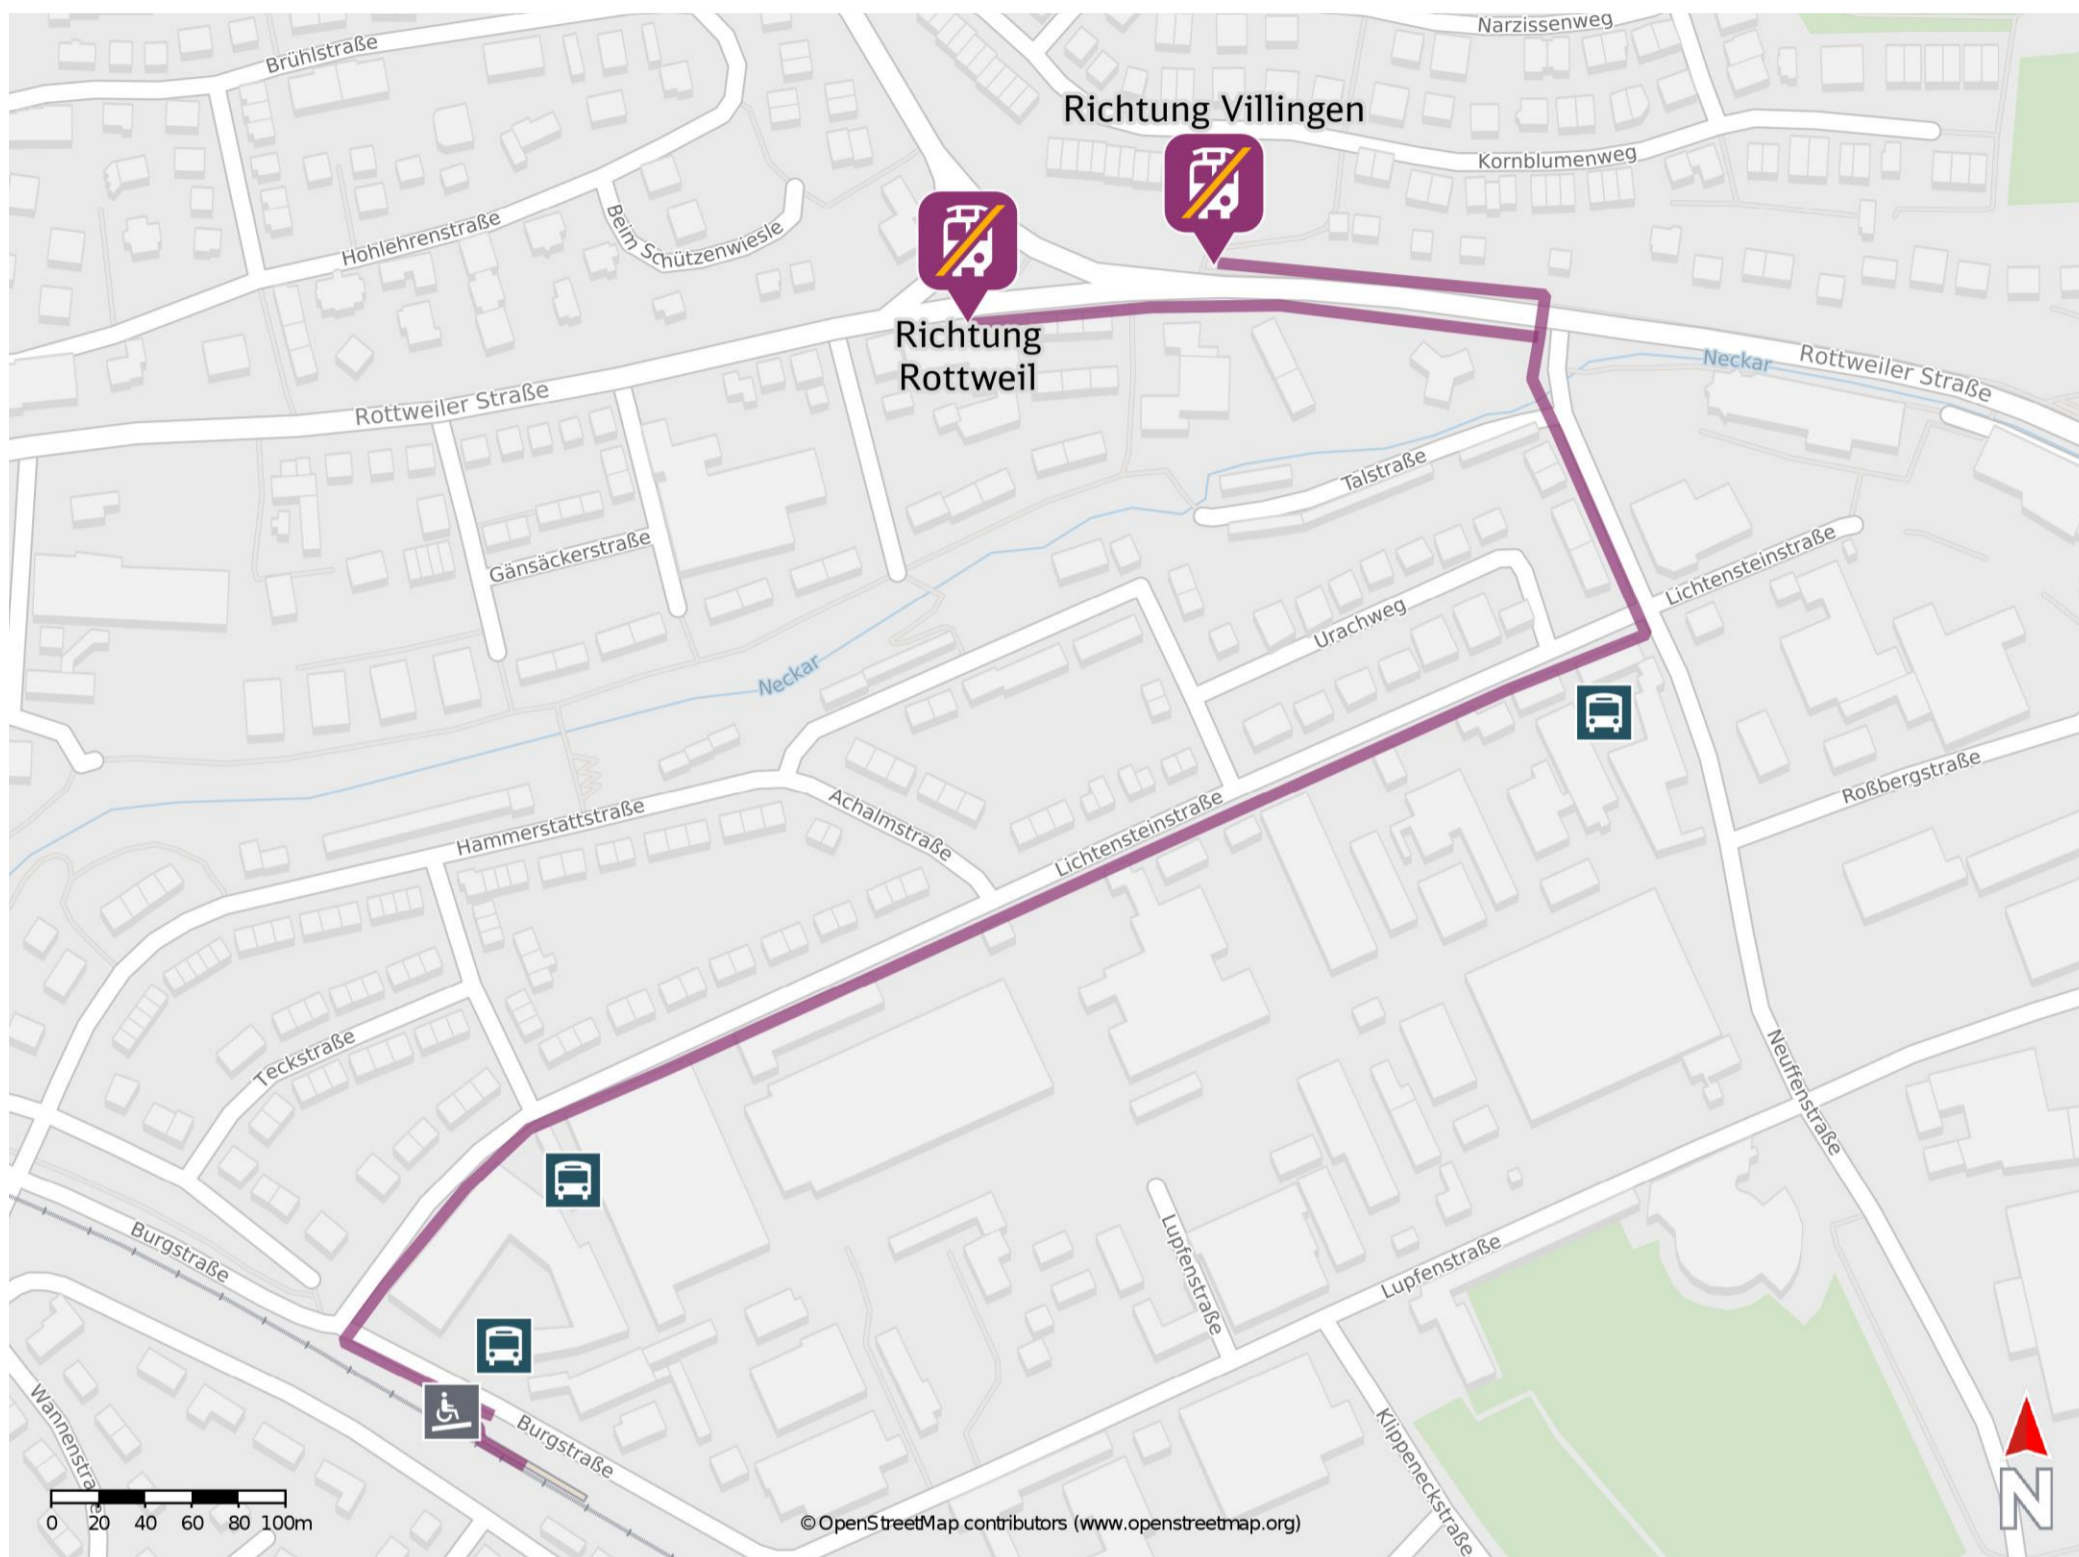 Narzissenweg
Brühlstraße
Richtung Villingen
Kornblumenweg
Hohlehrenstraße
Beim Schützenwiesle
Richtung
Rottweil
Neckar
Rottweiler Straße
Rottweiler Straße
Talstraße
Gänsäckerstraße
Lichtensteinstraße
Urachweg
Neckar
Roßbergstraße
Hammerstattstraße
Achalmstraße
Lichtensteinstraße
Teckstraße
Neuffenstraße
Burgstraße
Lupfenstraße
Lupfenstraße
Wannenstraße
Burgstraße
Klippeneckstraße
N
0 20 40 60 80 100m
© OpenStreetMap contributors (www.openstreetmap.org)